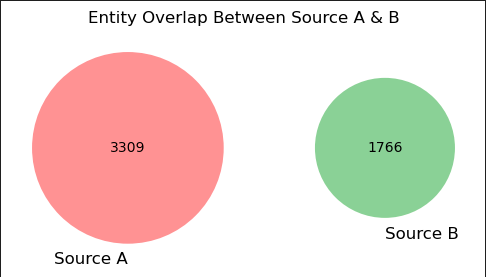 Entity Overlap Between Source A & B
3309
1766
Source B
Source A